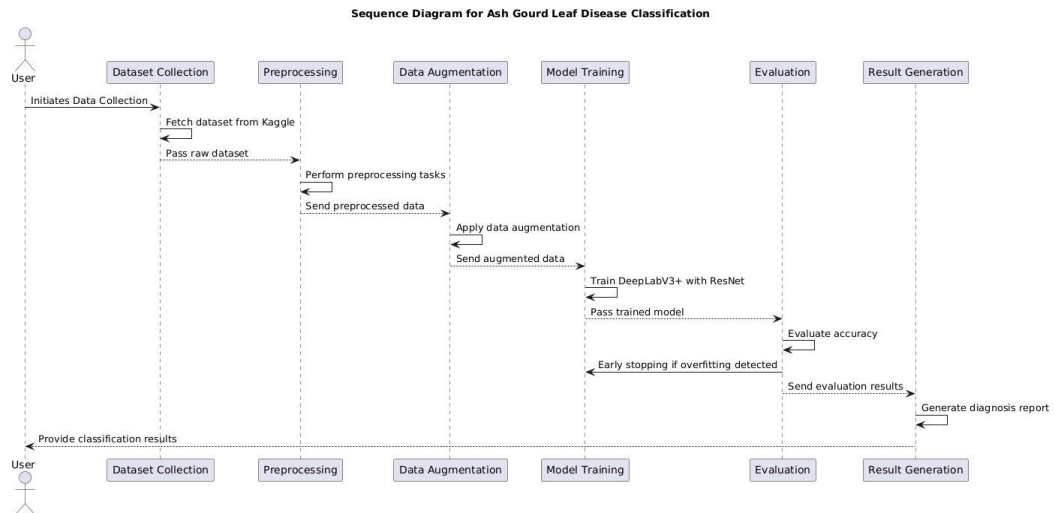 Sequence Diagram for Ash Gourd Leaf Disease Classification
User
Dataset Collection
Preprocessing
Data Augmentation
Model Training
Evaluation
Result Generation
Initiates Data Collection
Fetch dataset from Kaggle
Pass raw dataset
Perform preprocessing tasks
Send preprocessed data
Apply data augmentation
Send augmented data
Train DeepLabV3+ with ResNet
Pass trained model
Evaluate accuracy
Early stopping if overfitting detected
Send evaluation results
Generate diagnosis report
Provide classification results
User
Dataset Collection
Preprocessing
Data Augmentation
Model Training
Evaluation
Result Generation